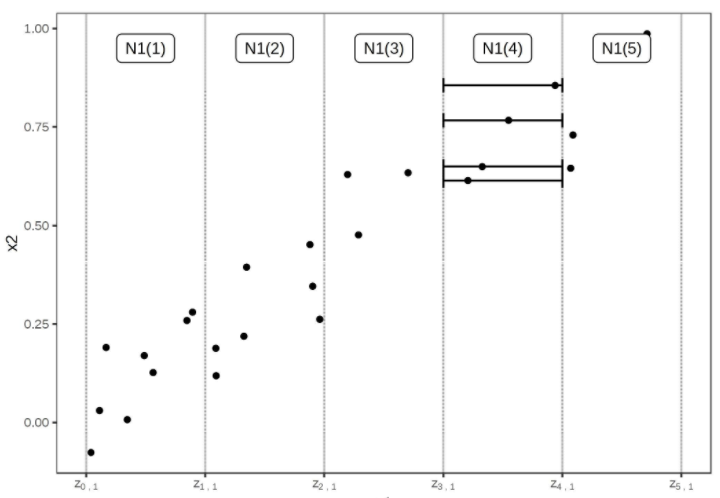 1.00
N1(1) N1(2) N1(3) N1(4) N1(5)
0.75
0.50
x2
0.25
0.00
z0,1 z1,1 z2,1 z3,1 z4,1 z5,1